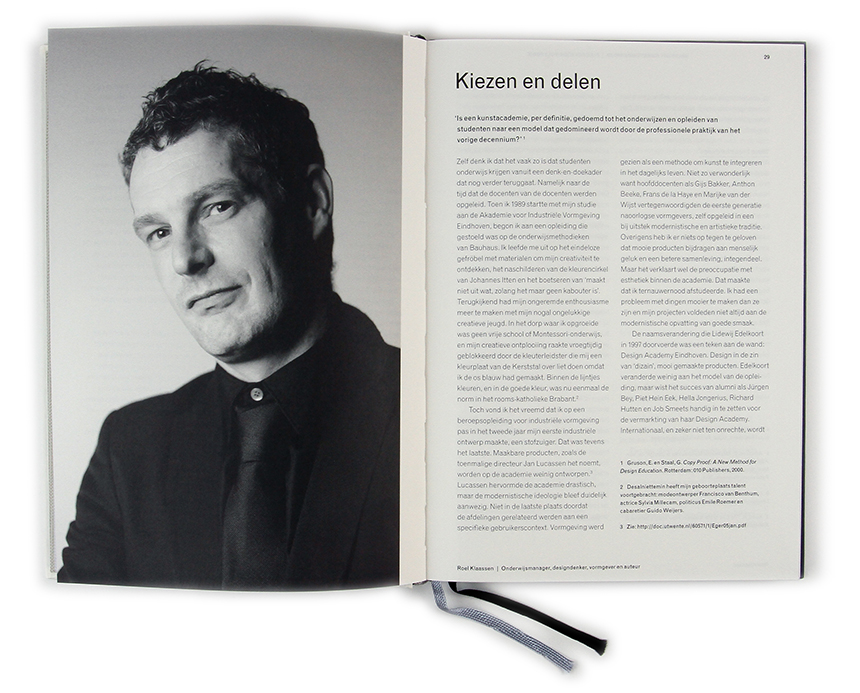 29
Kiezen en delen
'Is een kunstacademie, per definitie, gedoemd tot het onderwijzen en opleiden van
studenten naar een model dat gedomineerd wordt door de professionele praktijk van het
vorige decennium?' 1
Zelf denk ik dat het vaak zo is dat studenten
onderwijs krijgen vanuit een denk-en-doekader
dat nog verder teruggaat. Namelijk naar de
tijd dat de docenten van de docenten werden
opgeleid. Toen ik 1989 startte met mijn studie
aan de Akademie voor Industriële Vormgeving
Eindhoven, begon ik aan een opleiding die
gestoeld was op de onderwijsmethodieken
van Bauhaus. Ik leefde me uit op het eindeloze
gefröbel met materialen om mijn creativiteit te
ontdekken, het naschilderen van de kleurencirkel
van Johannes Itten en het boetseren van 'maakt
niet uit wat, zolang het maar geen kabouter is'.
Terugkijkend had mijn ongeremde enthousiasme
meer te maken met mijn nogal ongelukkige
creatieve jeugd. In het dorp waar ik opgroeide
was geen vrije school of Montessori-onderwijs,
en mijn creatieve ontplooiing raakte vroegtijdig
geblokkeerd door de kleuterleidster die mij een
kleurplaat van de Kerststal over liet doen omdat
ik de os blauw had gemaakt. Binnen de lijntjes
kleuren, en in de goede kleur, was nu eenmaal de
norm in het rooms-katholieke Brabant.2
Toch vond ik het vreemd dat ik op een
beroepsopleiding voor industriële vormgeving
pas in het tweede jaar mijn eerste industriële
ontwerp maakte, een stofzuiger. Dat was tevens
het laatste. Maakbare producten, zoals de
toenmalige directeur Jan Lucassen het noemt,
worden op de academie weinig ontworpen.3
Lucassen hervormde de academie drastisch,
maar de modernistische ideologie bleef duidelijk
aanwezig. Niet in de laatste plaats doordat
de afdelingen gerelateerd werden aan een
specifieke gebruikerscontext. Vormgeving werd
gezien als een methode om kunst te integreren
in het dagelijks leven. Niet zo verwonderlijk
want hoofddocenten als Gijs Bakker, Anthon
Beeke, Frans de la Haye en Marijke van der
Wijst vertegenwoordigden de eerste generatie
naoorlogse vormgevers, zelf opgeleid in een
bij uitstek modernistische en artistieke traditie.
Overigens heb ik er niets op tegen te geloven
dat mooie producten bijdragen aan menselijk
geluk en een betere samenleving, integendeel.
Maar het verklaart wel de preoccupatie met
esthetiek binnen de academie. Dat maakte
dat ik ternauwernood afstudeerde. Ik had een
probleem met dingen mooier te maken dan ze
zijn en mijn projecten voldeden niet altijd aan de
modernistische opvatting van goede smaak.
De naamsverandering die Lidewij Edelkoort
in 1997 doorvoerde was een teken aan de wand:
Design Academy Eindhoven. Design in de zin
van 'dizain', mooi gemaakte producten. Edelkoort
veranderde weinig aan het model van de oplei-
ding, maar wist het succes van alumni als Jürgen
Bey, Piet Hein Eek, Hella Jongerius, Richard
Hutten en Job Smeets handig in te zetten voor
de vermarkting van haar Design Academy.
Internationaal, en zeker niet ten onrechte, wordt
1 Gruson, E. en Staal, G. Copy Proof: A New Method for
Design Education. Rotterdam: 010 Publishers, 2000.
2 Desalniettemin heeft mijn geboorteplaats talent
voortgebracht: modeontwerper Francisco van Benthum,
actrice Sylvia Millecam, politicus Emile Roemer en
cabaretier Guido Weijers.
3 Zie: http://doc.utwente.nl/60571/1/Eger05jan.pdf
Roel Klaassen | Onderwijsmanager, designdenker, vormgever en auteur